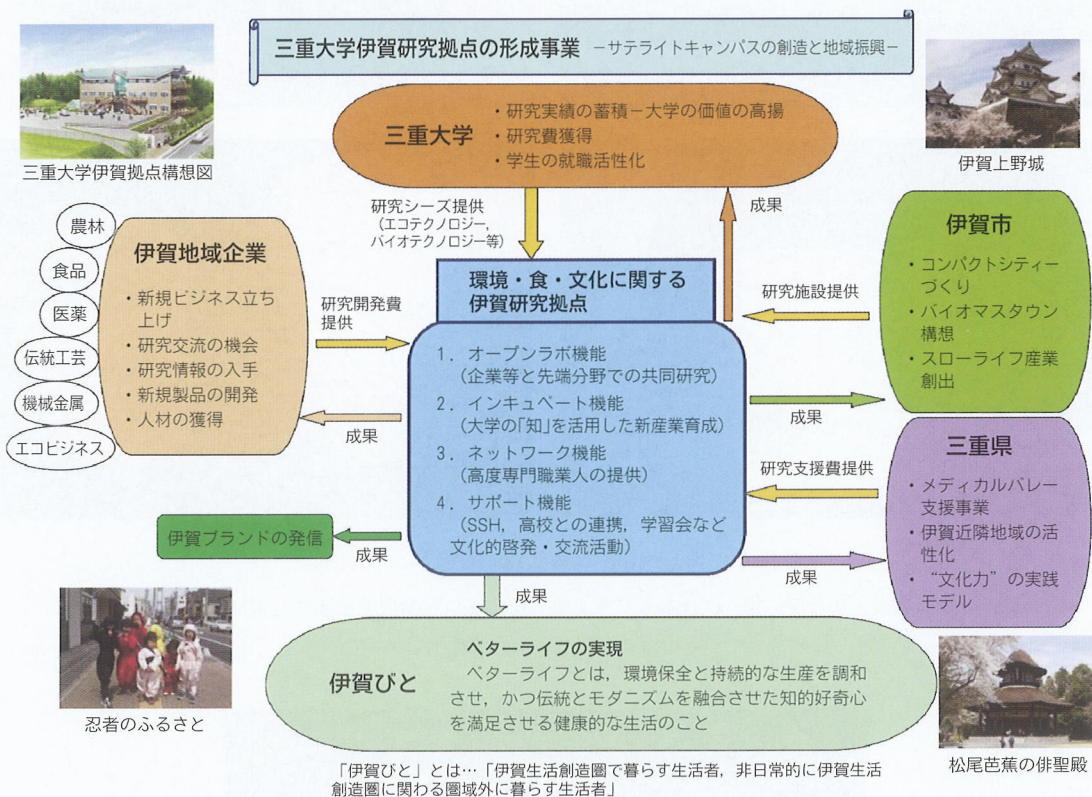 三重大学伊賀研究拠点の形成事業 −サテライトキャンパスの創造と地域振興−
三重大学伊賀拠点構想図
伊賀上野城
三重大学
・研究実績の蓄積−大学の価値の高揚
・研究費獲得
・学生の就職活性化
研究シーズ提供
(エコテクノロジー,
バイオテクノロジー等)
成果
農林
食品
医薬
伝統工芸
機械金属
エコビジネス
伊賀地域企業
・新規ビジネス立ち
上げ
・研究交流の機会
・研究情報の入手
・新規製品の開発
・人材の獲得
研究開発費
提供
成果
環境・食・文化に関する
伊賀研究拠点
1. オープンラボ機能
(企業等と先端分野での共同研究)
2. インキュベート機能
(大学の「知」を活用した新産業育成)
3. ネットワーク機能
(高度専門職業人の提供)
4. サポート機能
(SSH, 高校との連携, 学習会など
文化的啓発・交流活動)
研究施設提供
成果
伊賀市
・コンパクトシティー
づくり
・バイオマスタウン
構想
・スローライフ産業
創出
研究支援費提供
成果
三重県
・メディカルバレー
支援事業
・伊賀近隣地域の活
性化
・“文化力”の実践
モデル
伊賀ブランドの発信
成果
成果
忍者のふるさと
伊賀びと
ベターライフの実現
ベターライフとは, 環境保全と持続的な生産を調和
させ, かつ伝統とモダニズムを融合させた知的好奇心
を満足させる健康的な生活のこと
松尾芭蕉の俳聖殿
「伊賀びと」とは…「伊賀生活創造圏で暮らす生活者, 非日常的に伊賀生活
創造圏に関わる圏域外に暮らす生活者」